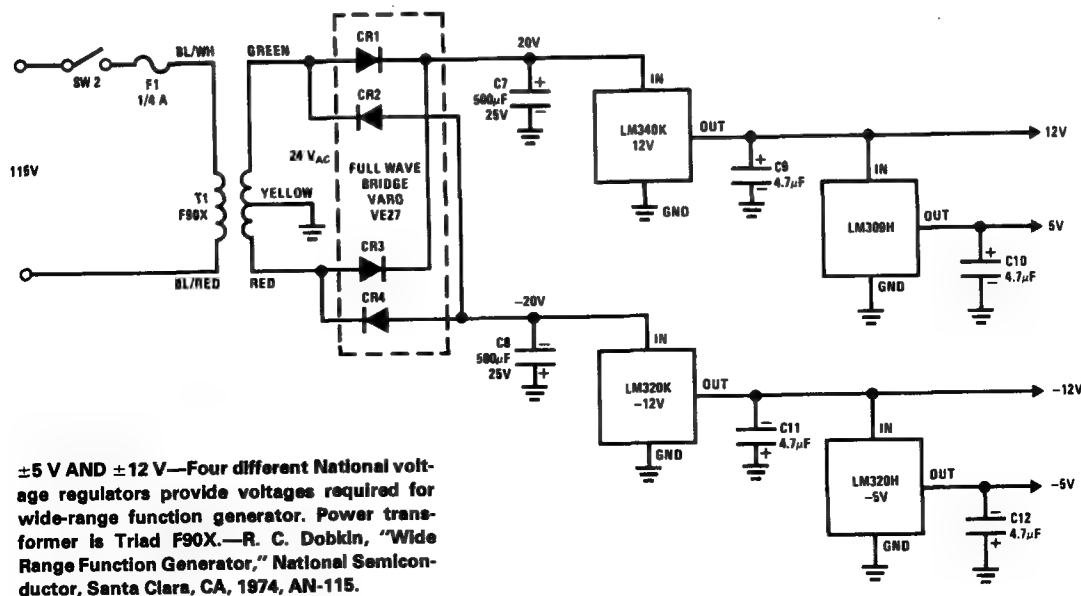 BL/WH
GREEN
CR1
20V
SW 2
F1
1/4 A
CR2
C7
500µF
25V
IN
LM340K
12V
OUT
12V
24 VAC
FULL WAVE
BRIDGE
VARO
VE27
115V
T1
F90X
YELLOW
GND
C9
4.7µF
IN
LM309H
OUT
5V
CR3
C10
4.7µF
BL/RED
RED
CR4
GND
-20V
C8
500µF
25V
IN
LM320K
-12V
OUT
-12V
GND
C11
4.7µF
IN
LM320H
-5V
OUT
-5V
C12
4.7µF
GND
±5 V AND ±12 V—Four different National volt-
age regulators provide voltages required for
wide-range function generator. Power trans-
former is Triad F90X.—R. C. Dobkin, “Wide
Range Function Generator,” National Semicon-
ductor, Santa Clara, CA, 1974, AN-115.